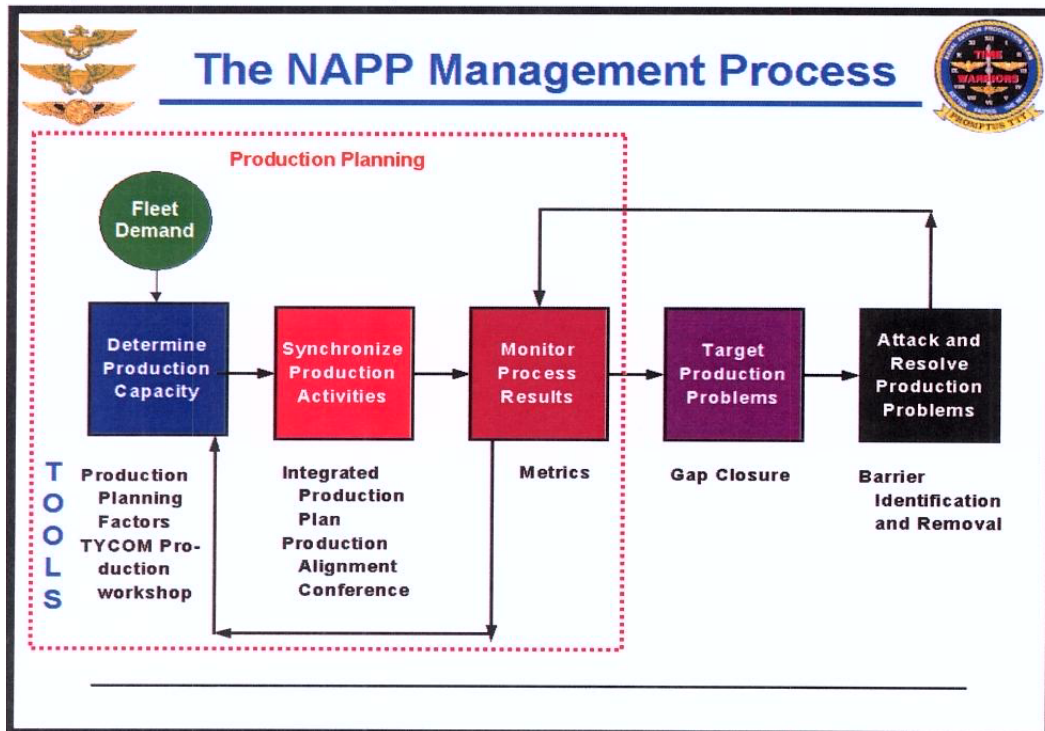 The NAPP Management Process
TIME
WARRIORS
Production Planning
Fleet
Demand
Determine
Production
Capacity
Synchronize
Production
Activities
Monitor
Process
Results
Target
Production
Problems
Attack and
Resolve
Production
Problems
TOOLS
Production
Planning
Factors
TYCOM Pro-
duction
workshop
Integrated
Production
Plan
Production
Alignment
Conference
Metrics
Gap Closure
Barrier
Identification
and Removal